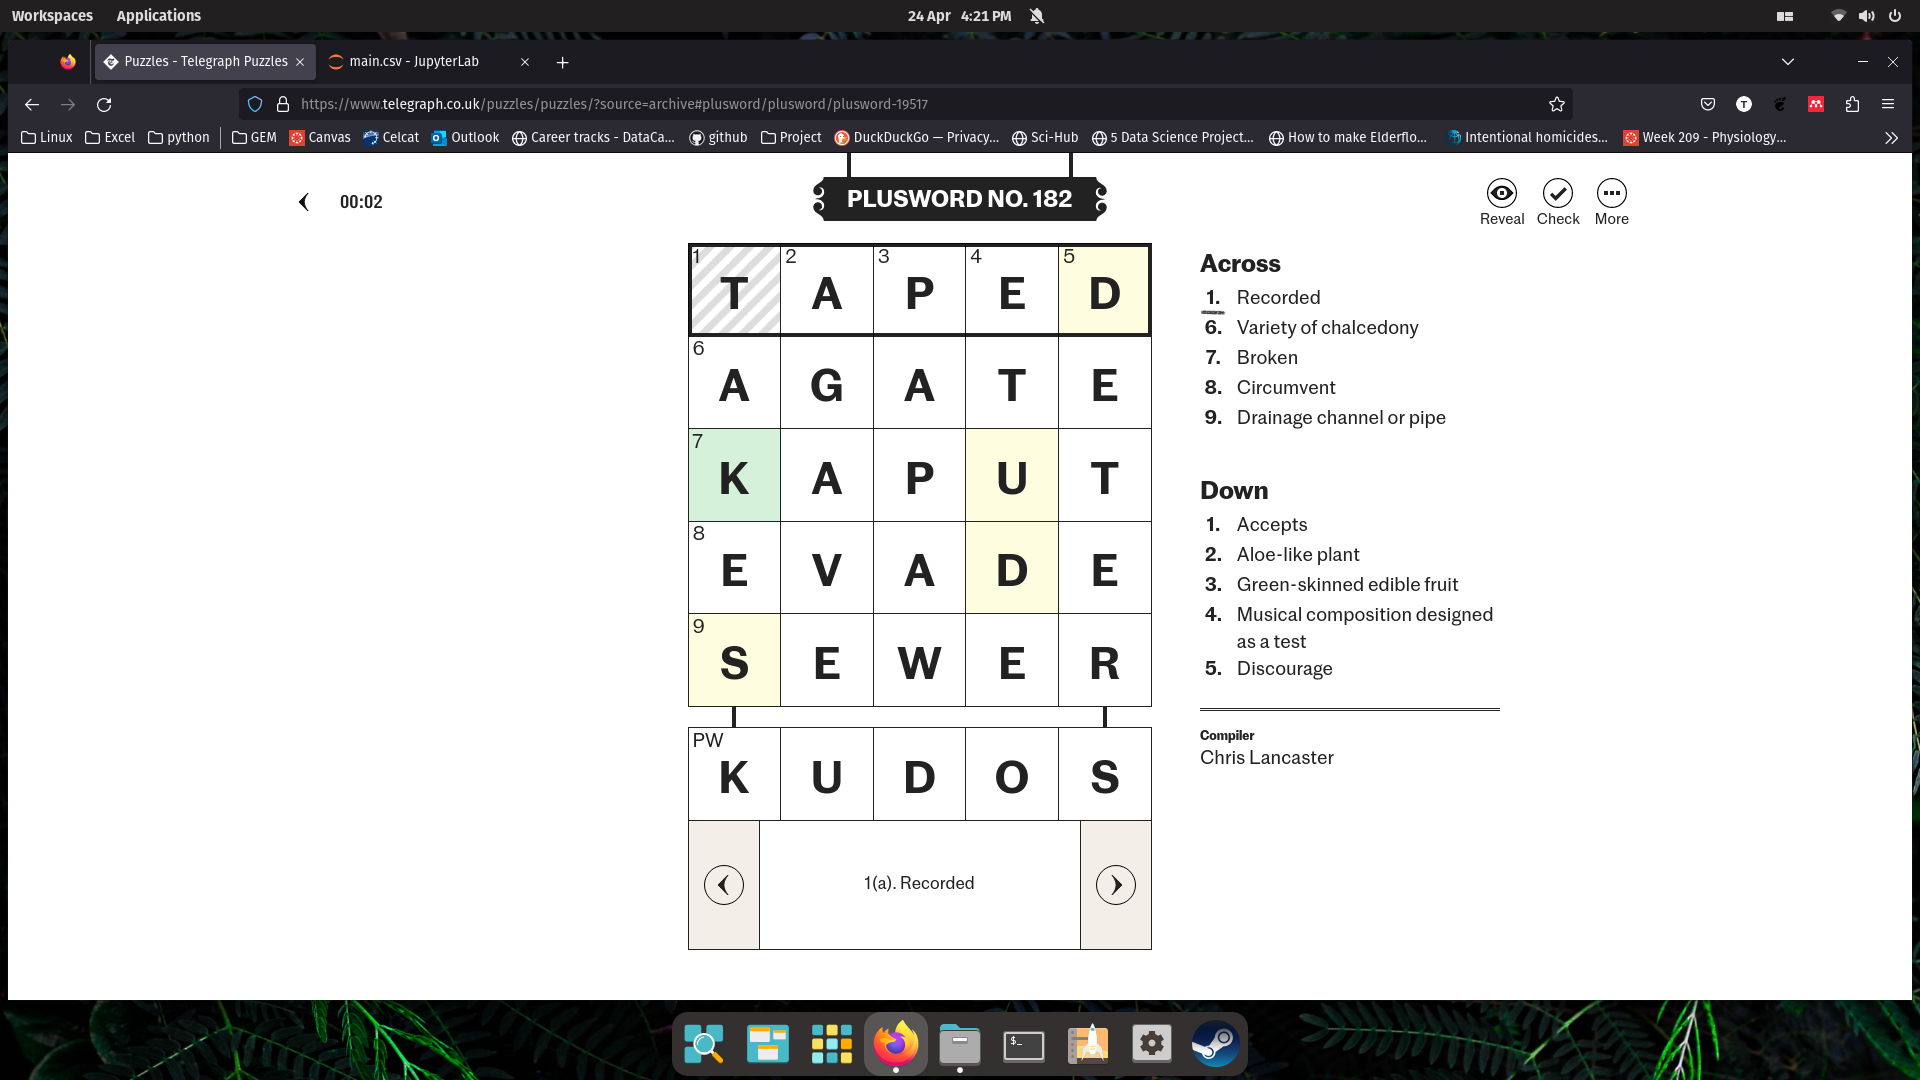 Workspaces Applications 24 Apr 4:21 PM
Puzzles - Telegraph Puzzles main.csv - JupyterLab
https://www.telegraph.co.uk/puzzles/puzzles/?source=archive#plusword/plusword/plusword-19517
Linux Excel python GEM Canvas Celcat Outlook Career tracks - DataCa... github Project DuckDuckGo — Privacy... Sci-Hub 5 Data Science Project... How to make Elderflo... Intentional homicides... Week 209 - Physiology...
00:02
PLUSWORD NO. 182
Reveal Check More
1 T 2 A 3 P 4 E 5 D
6 A G A T E
7 K A P U T
8 E V A D E
9 S E W E R
PW K U D O S
1(a). Recorded
Across
1. Recorded
6. Variety of chalcedony
7. Broken
8. Circumvent
9. Drainage channel or pipe
Down
1. Accepts
2. Aloe-like plant
3. Green-skinned edible fruit
4. Musical composition designed
as a test
5. Discourage
Compiler
Chris Lancaster